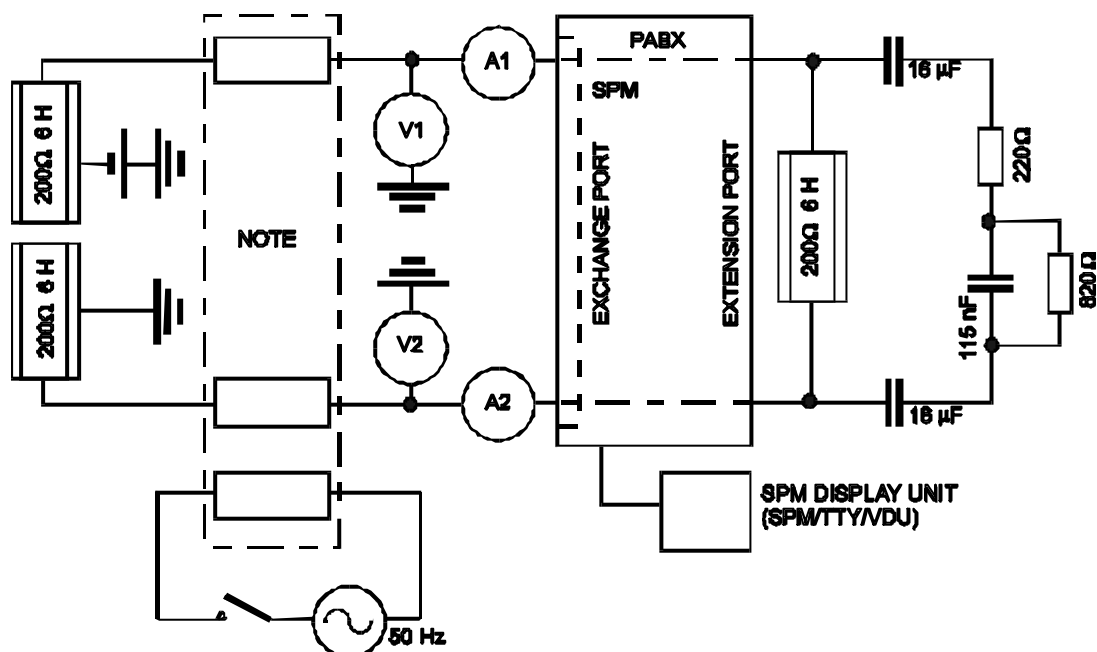 PABX
A1
16 µF
SPM
200Ω 6 H
V1
220Ω
EXCHANGE PORT
EXTENSION PORT
200Ω 6 H
NOTE
820Ω
200Ω 6 H
115 nF
V2
A2
16 µF
SPM DISPLAY UNIT
(SPM/TTY/VDU)
50 Hz